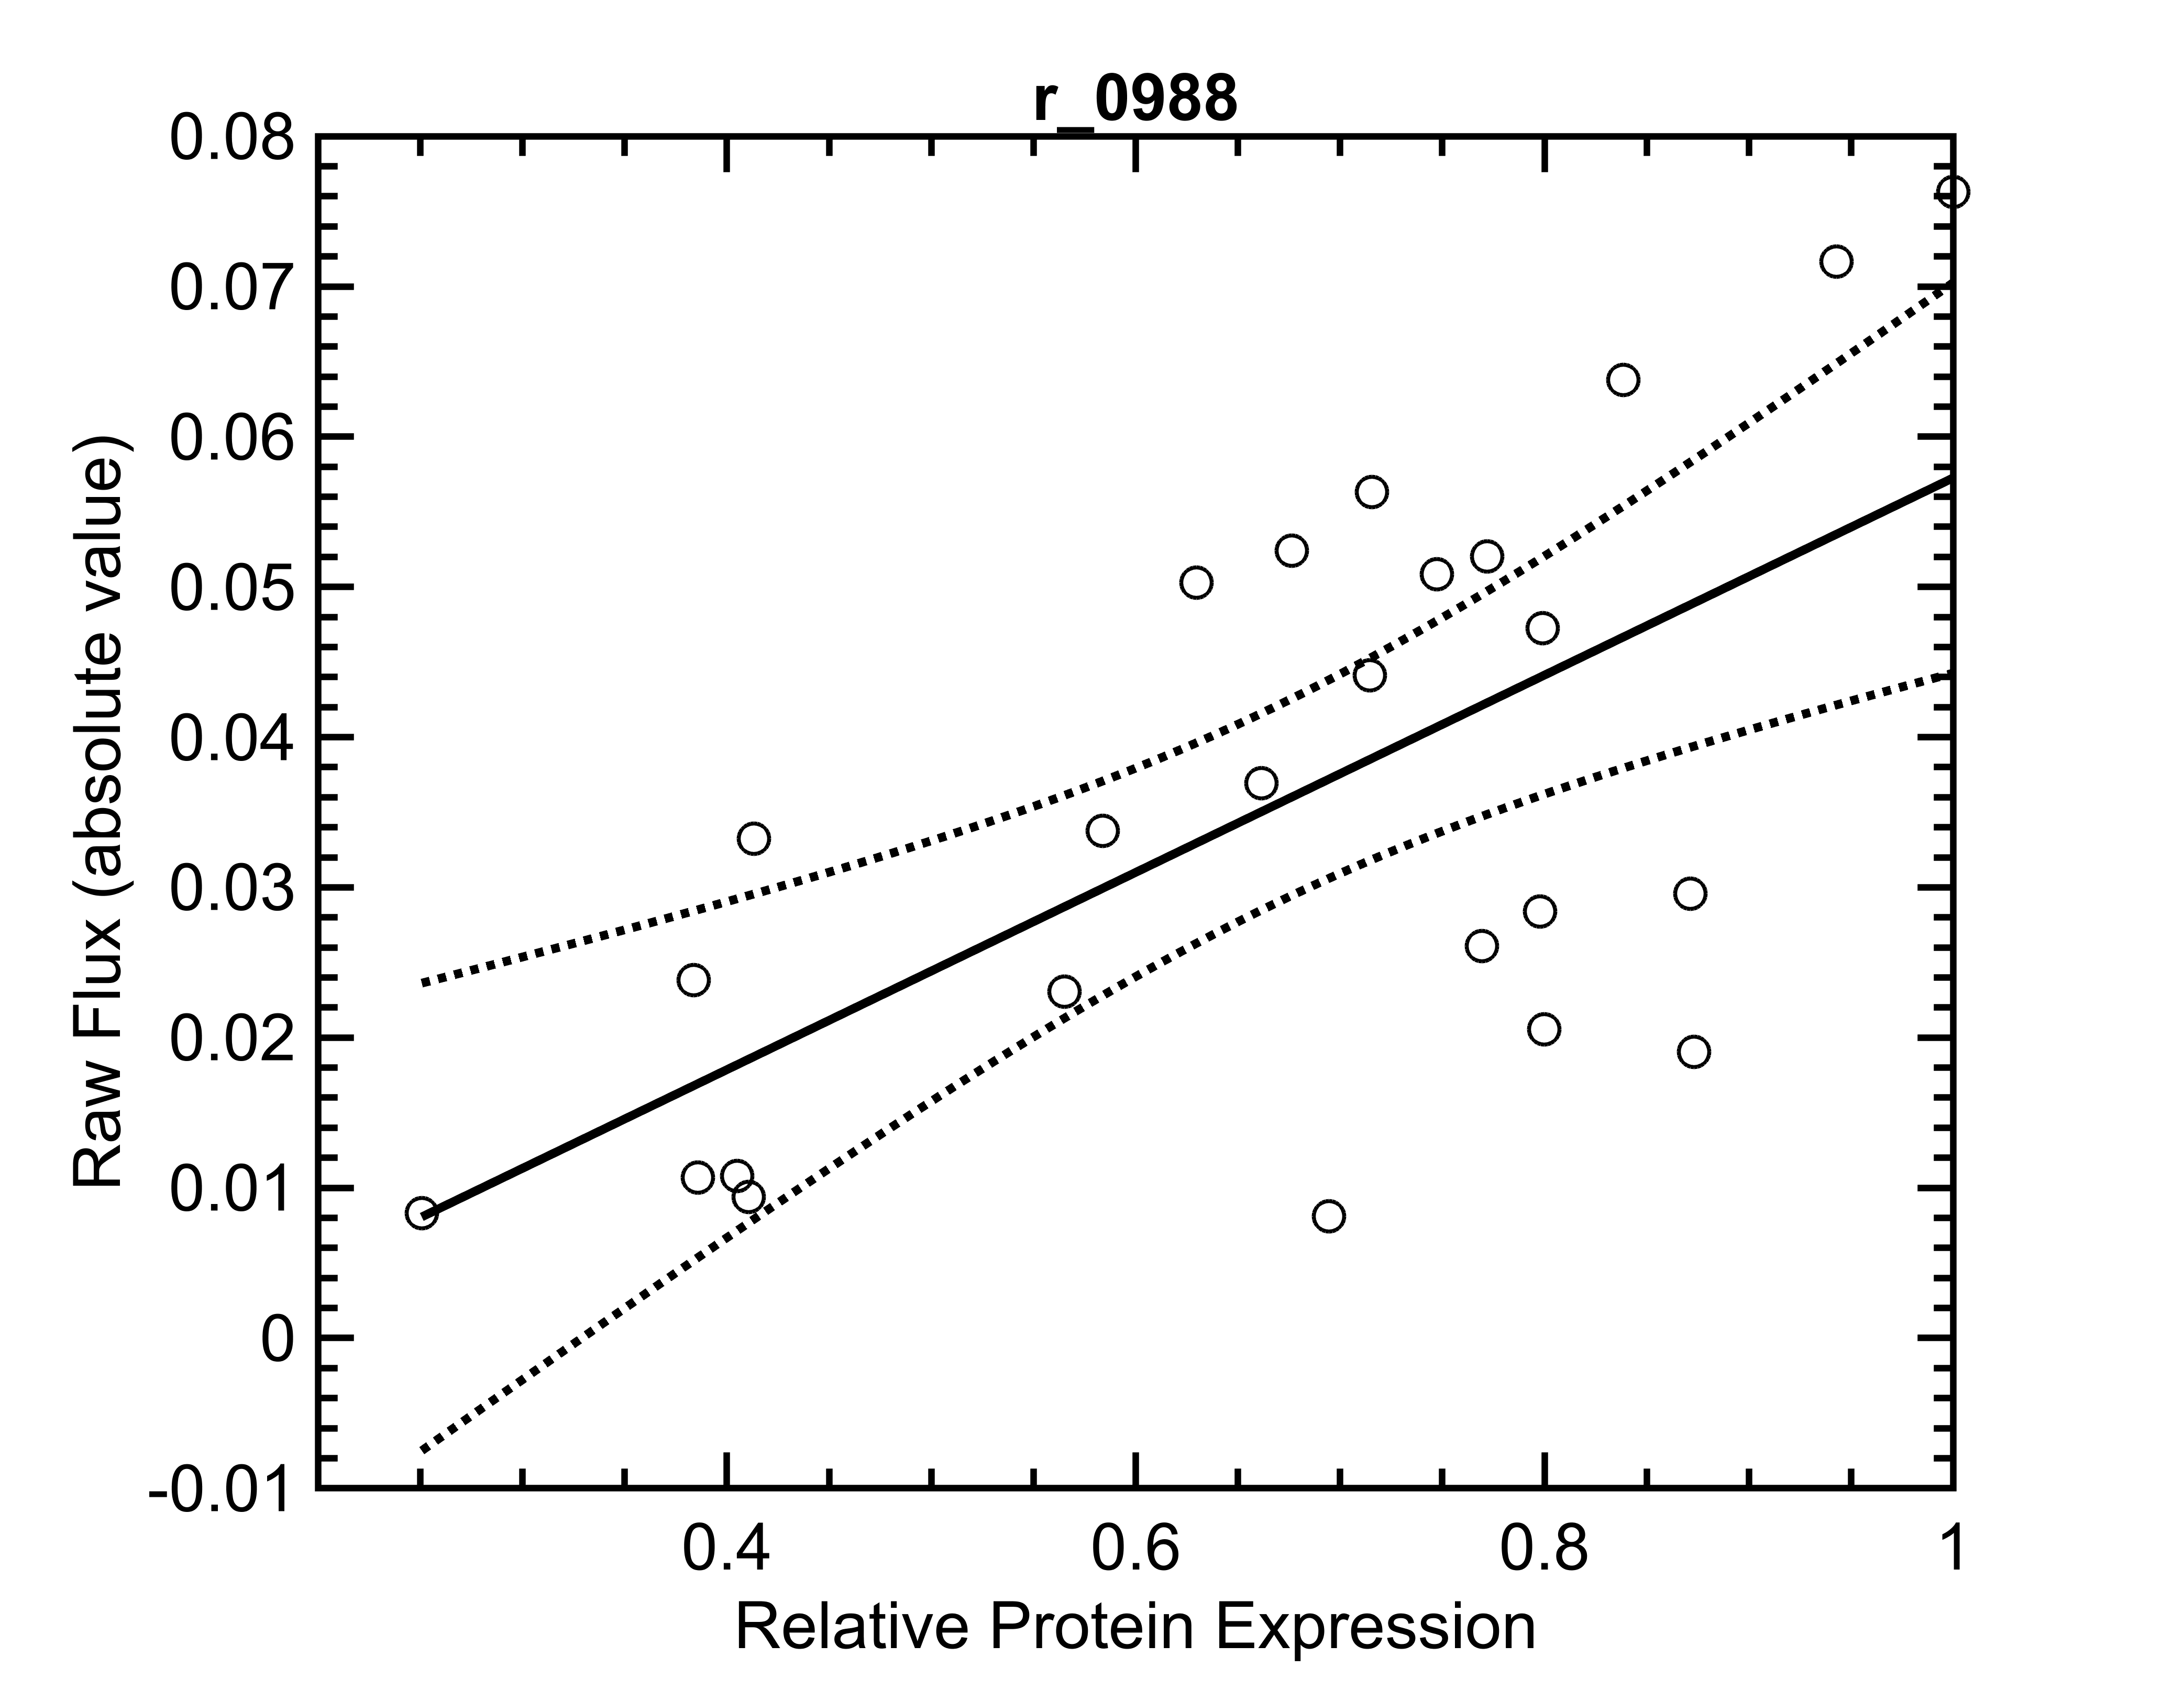 r_0988
0.08
0.07
0.06
0.05
0.04
0.03
0.02
0.01
0
-0.01
Raw Flux (absolute value)
0.4 0.6 0.8 1
Relative Protein Expression